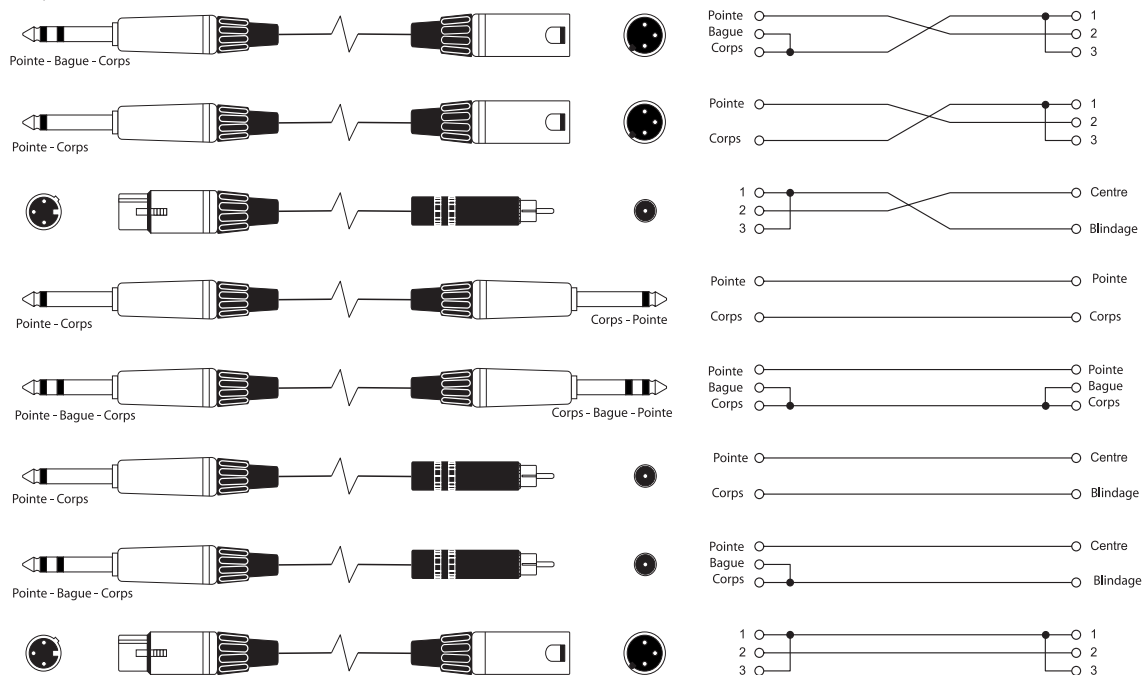 Pointe - Bague - Corps
Pointe 1
Bague 2
Corps 3
Pointe - Corps
Pointe 1
2
Corps 3
1 Centre
2
3 Blindage
Pointe - Corps
Corps - Pointe
Pointe Pointe
Corps Corps
Pointe - Bague - Corps
Corps - Bague - Pointe
Pointe Pointe
Bague Bague
Corps Corps
Pointe - Corps
Pointe Centre
Corps Blindage
Pointe - Bague - Corps
Pointe Centre
Bague
Corps Blindage
1 1
2 2
3 3